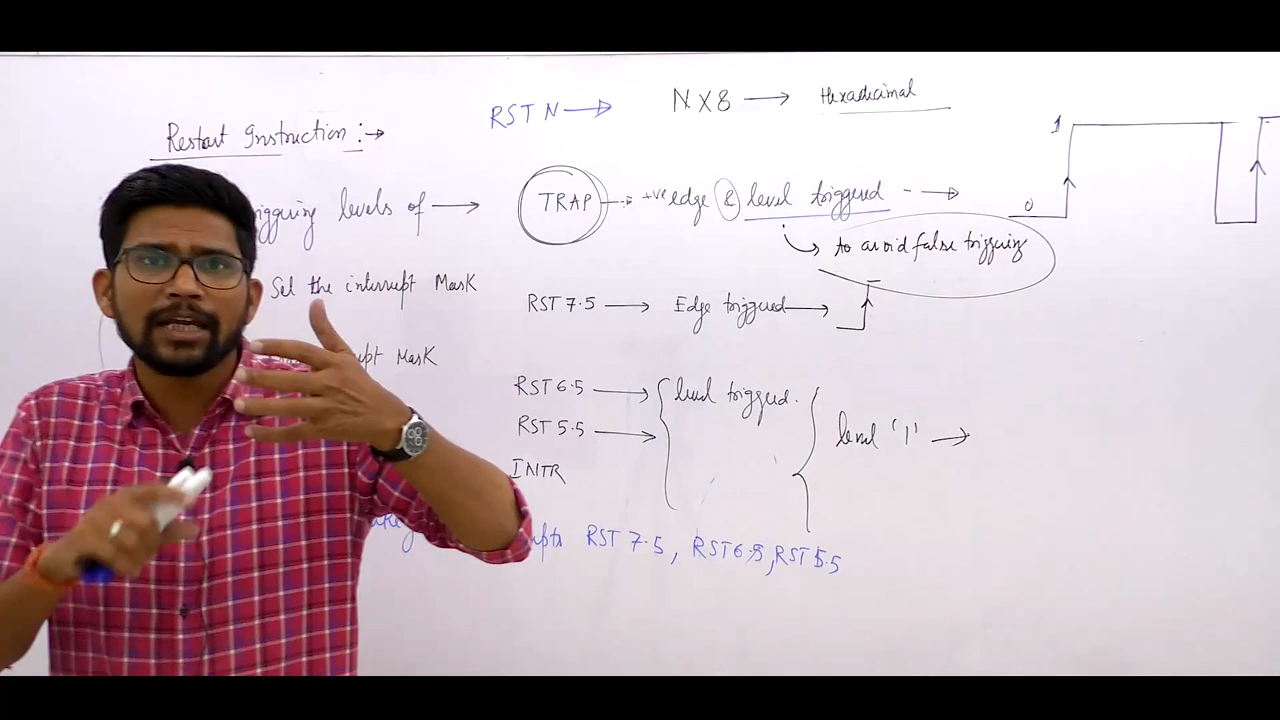 RST N → N X 8 → Hexadecimal
Restart Instruction :→
iggering levels of →
TRAP → +ve edge & level triggered - →
0
1
to avoid false triggering
Set the interrupt Mask
RST 7.5 → Edge triggered →
upt Mask
RST 6.5 → level triggered.
RST 5.5 →
level '1' →
INTR
upts RST 7.5, RST 6.5, RST 5.5